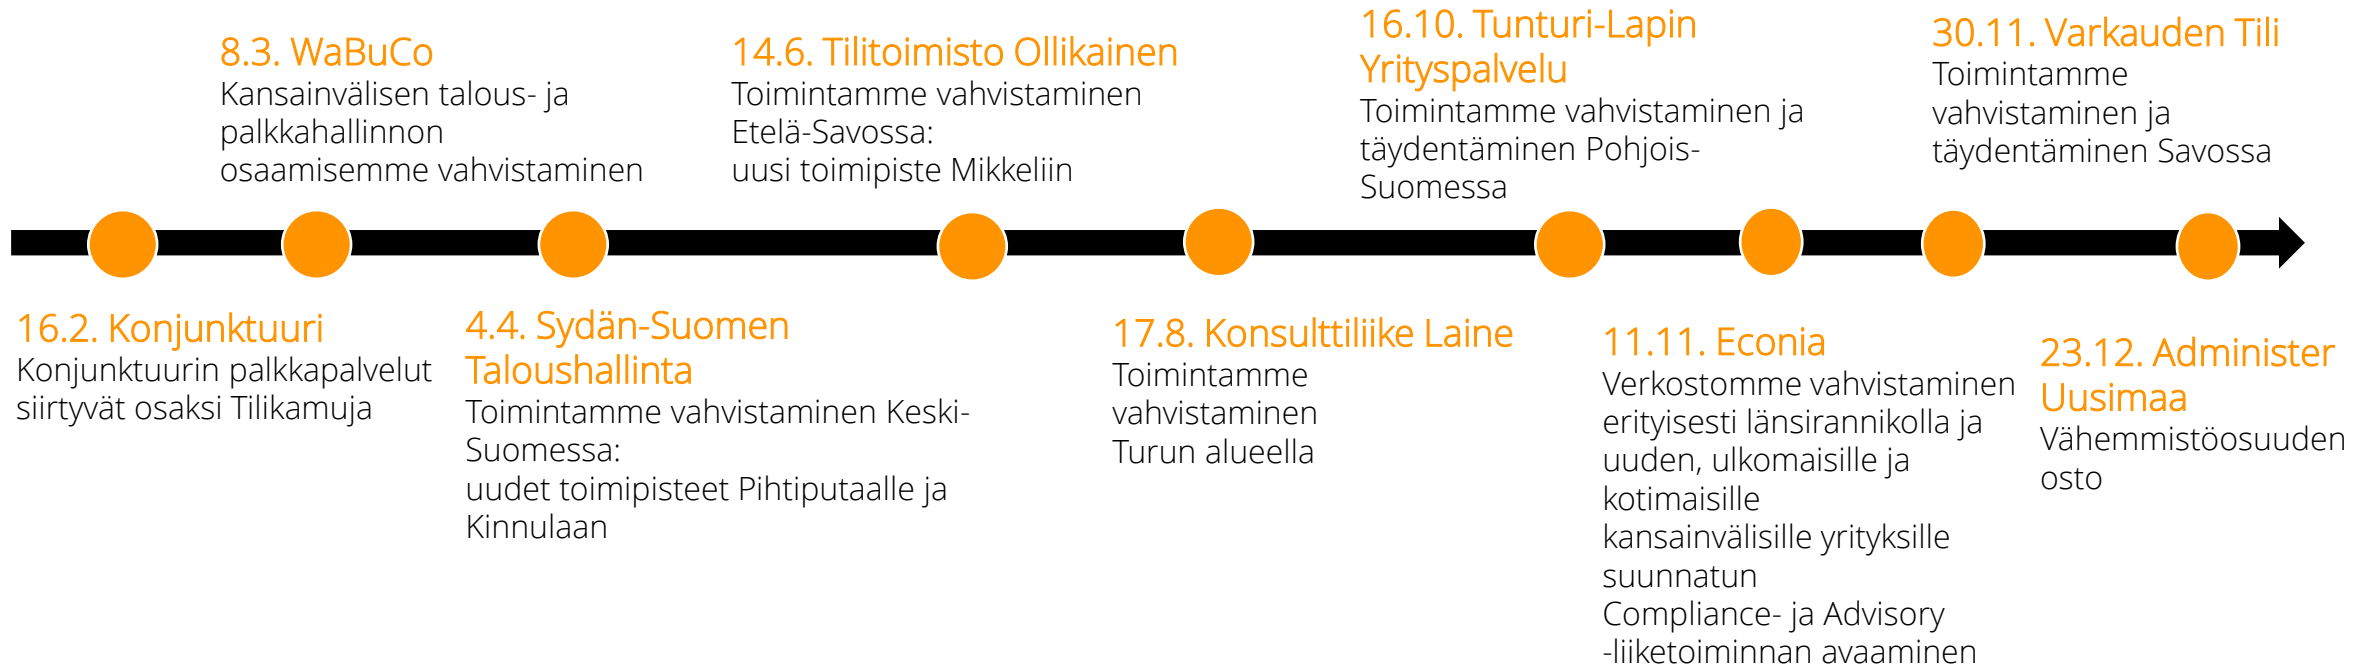 8.3. WaBuCo
Kansainvälisen talous- ja
palkkahallinnon
osaamisemme vahvistaminen
14.6. Tilitoimisto Ollikainen
Toimintamme vahvistaminen
Etelä-Savossa:
uusi toimipiste Mikkeliin
16.10. Tunturi-Lapin
Yrityspalvelu
Toimintamme vahvistaminen ja
täydentäminen Pohjois-
Suomessa
30.11. Varkauden Tili
Toimintamme
vahvistaminen ja
täydentäminen Savossa
16.2. Konjunktuuri
Konjunktuurin palkkapalvelut
siirtyvät osaksi Tilikamuja
4.4. Sydän-Suomen
Taloushallinta
Toimintamme vahvistaminen Keski-
Suomessa:
uudet toimipisteet Pihtiputaalle ja
Kinnulaan
17.8. Konsulttiliike Laine
Toimintamme
vahvistaminen
Turun alueella
11.11. Econia
Verkostomme vahvistaminen
erityisesti länsirannikolla ja
uuden, ulkomaisille ja
kotimaisille
kansainvälisille yrityksille
suunnatun
Compliance- ja Advisory
-liiketoiminnan avaaminen
23.12. Administer
Uusimaa
Vähemmistöosuuden
osto